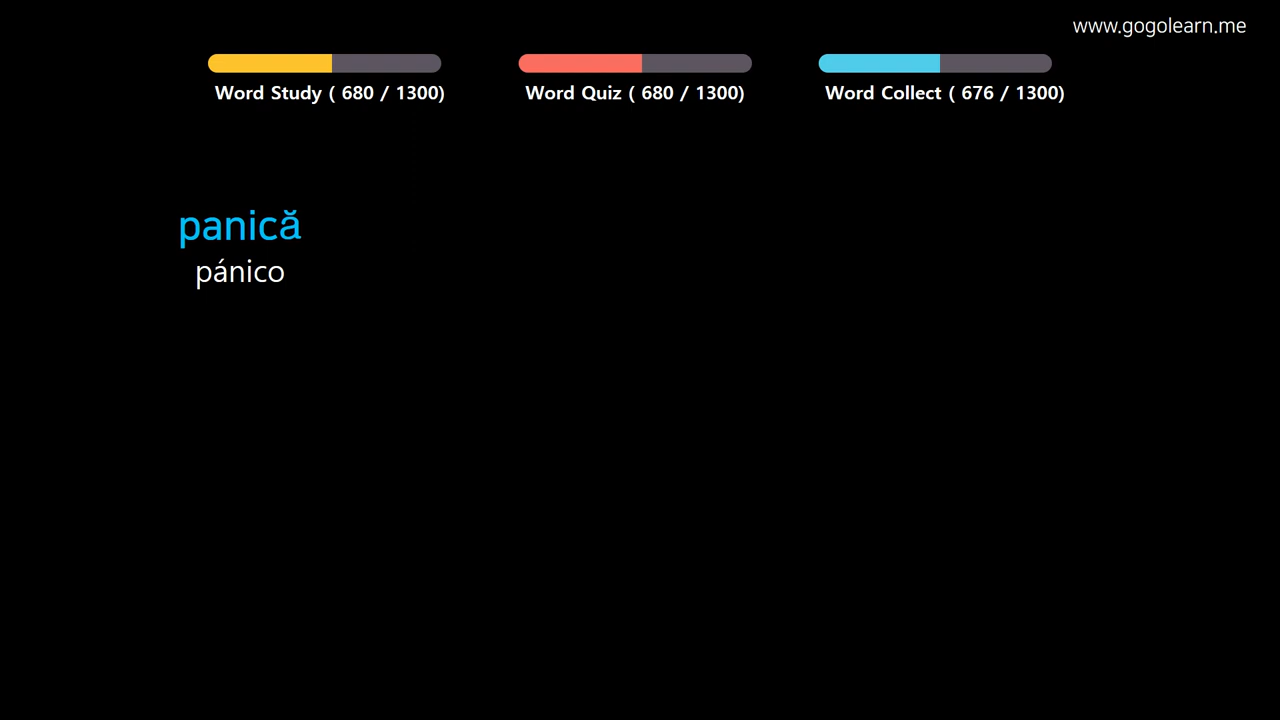 www.gogolearn.me
Word Study ( 680 / 1300)
Word Quiz ( 680 / 1300)
Word Collect ( 676 / 1300)
panică
pánico